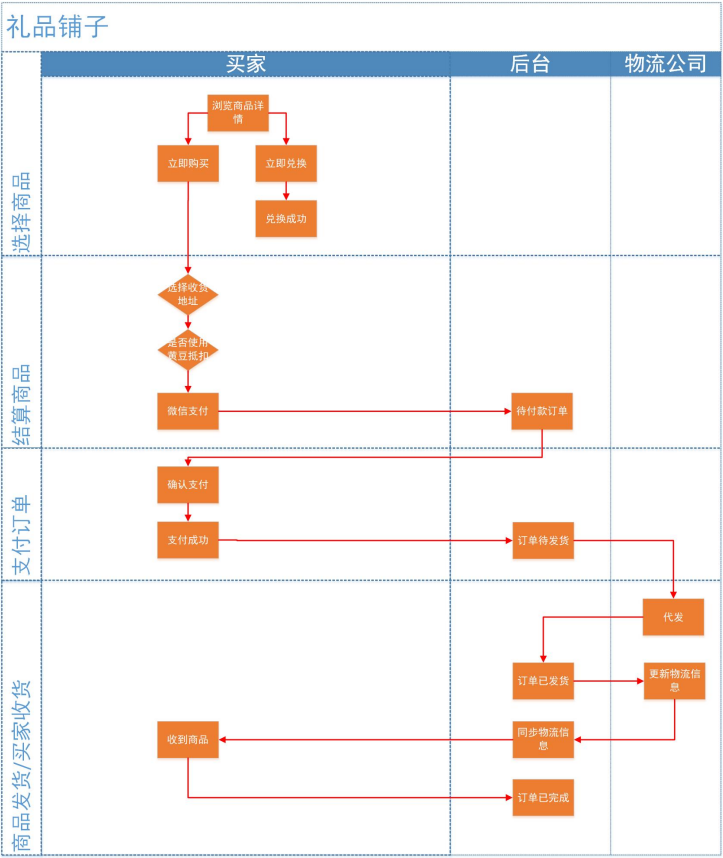 礼品铺子
买家
后台
物流公司
选择商品
浏览商品详
情
立即购买
立即兑换
兑换成功
结算商品
选择收货
地址
是否使用
黄豆抵扣
微信支付
待付款订单
支付订单
确认支付
支付成功
订单待发货
商品发货/买家收货
代发
订单已发货
更新物流信
息
收到商品
同步物流信
息
订单已完成